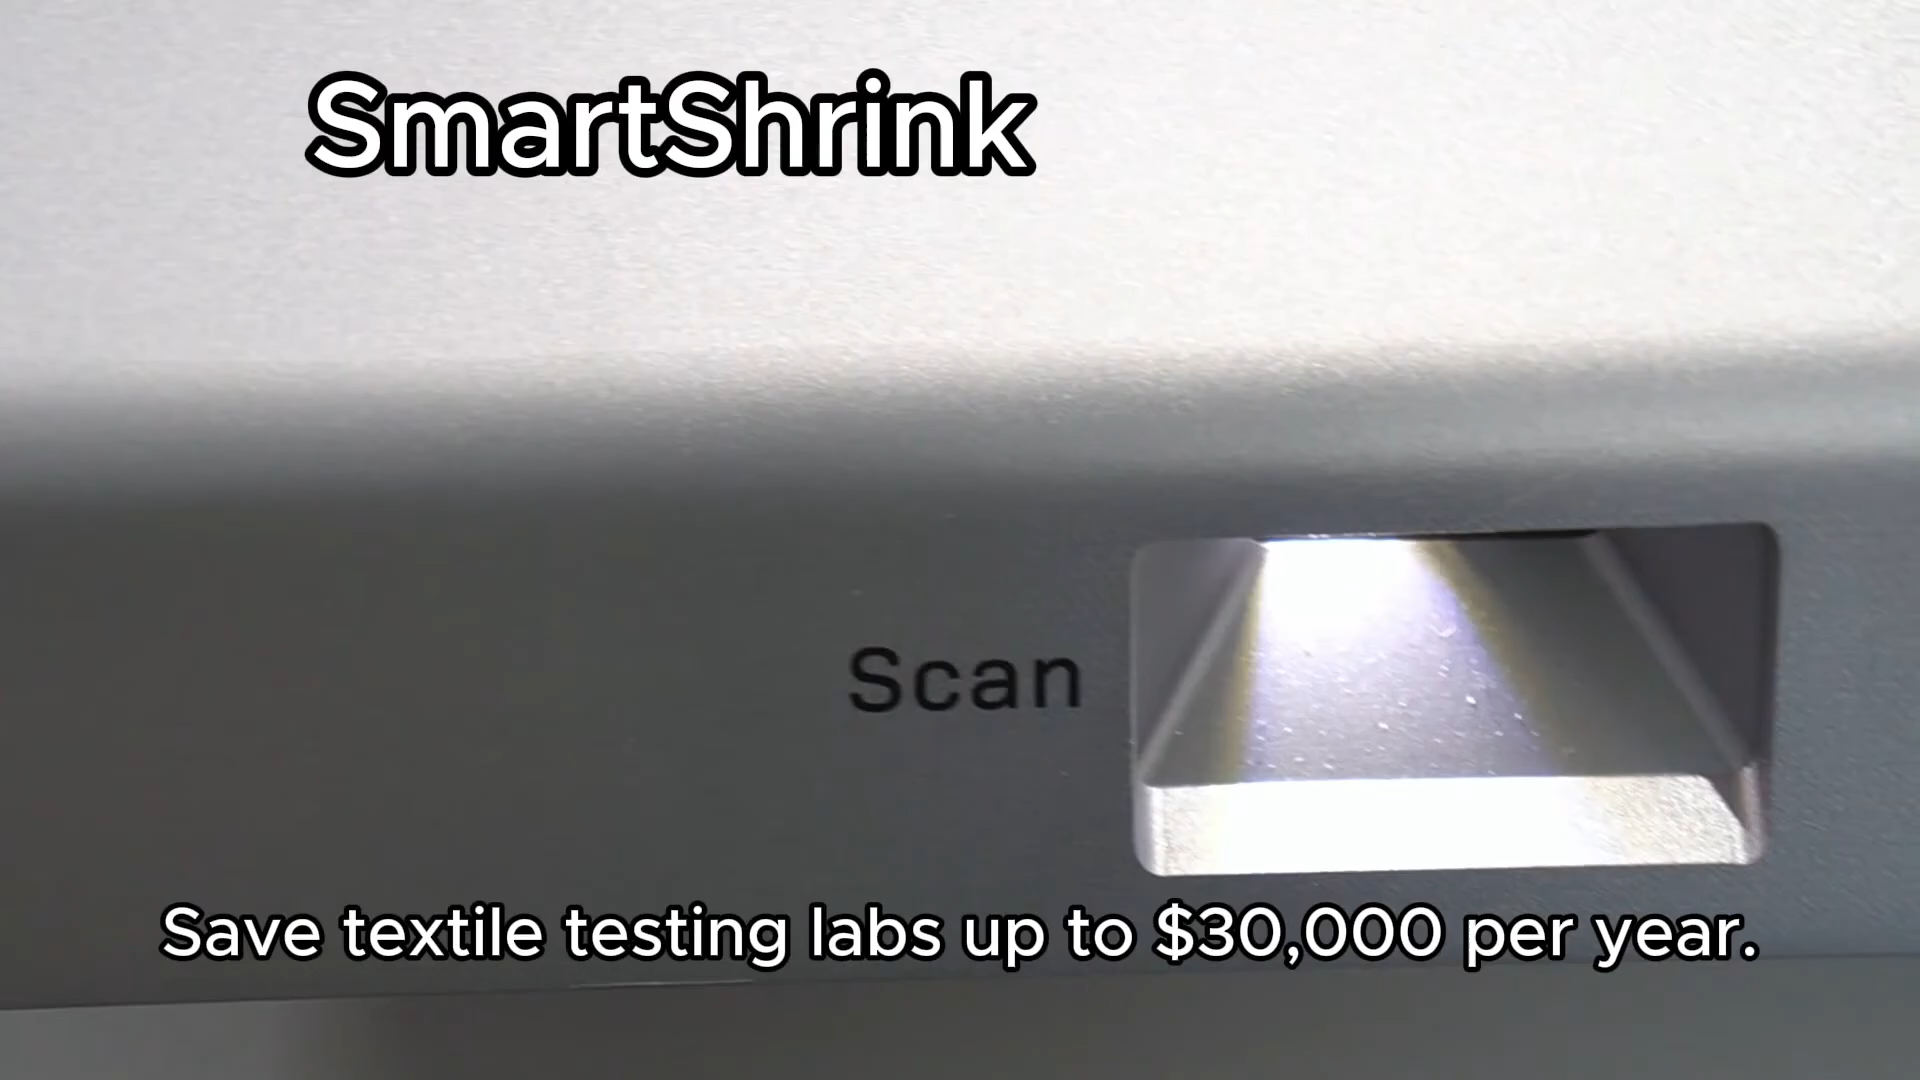 SmartShrink
Scan
Save textile testing labs up to $30,000 per year.